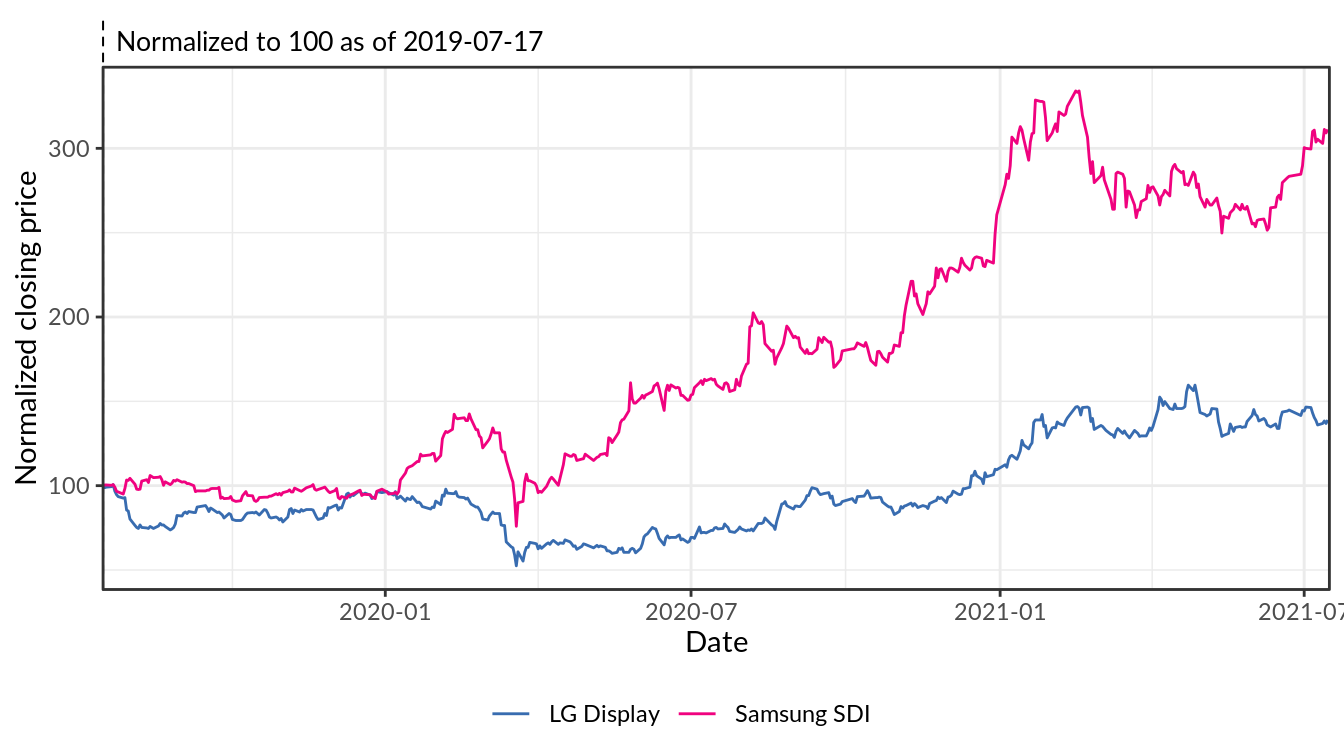 Normalized to 100 as of 2019-07-17
Normalized closing price
300
200
100
2020-01
2020-07
2021-01
2021-07
Date
LG Display
Samsung SDI